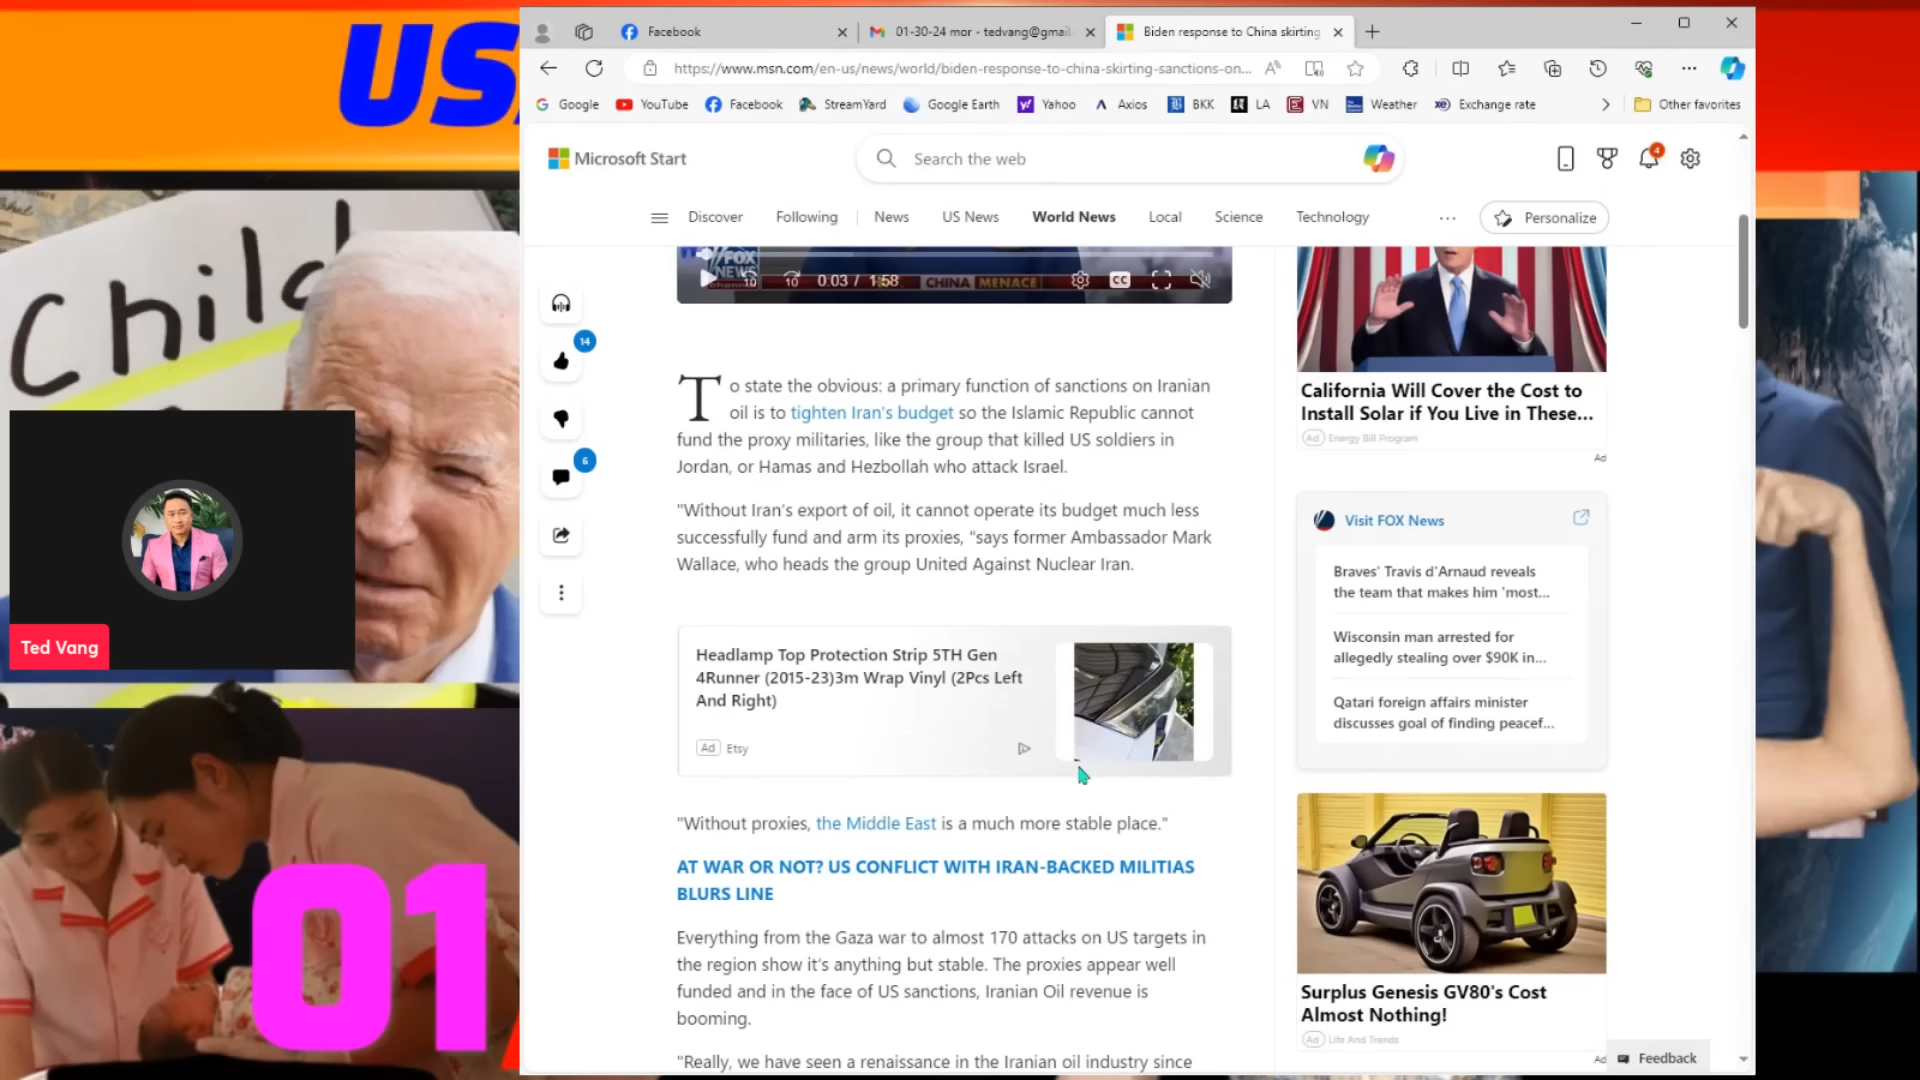 US
Child
Ted Vang
01
Facebook
01-30-24 mor - tedvang@gmail.
Biden response to China skirting
https://www.msn.com/en-us/news/world/biden-response-to-china-skirting-sanctions-on...
Google
YouTube
Facebook
StreamYard
Google Earth
Yahoo
Axios
BKK
LA
VN
Weather
Exchange rate
Other favorites
Microsoft Start
Search the web
4
Discover
Following
News
US News
World News
Local
Science
Technology
...
Personalize
FOX
NEWS
channel
10
10
0:03 / 1:58
CHINA MENACE
CC
14
6
To state the obvious: a primary function of sanctions on Iranian
oil is to tighten Iran's budget so the Islamic Republic cannot
fund the proxy militaries, like the group that killed US soldiers in
Jordan, or Hamas and Hezbollah who attack Israel.
"Without Iran's export of oil, it cannot operate its budget much less
successfully fund and arm its proxies, "says former Ambassador Mark
Wallace, who heads the group United Against Nuclear Iran.
Headlamp Top Protection Strip 5TH Gen
4Runner (2015-23)3m Wrap Vinyl (2Pcs Left
And Right)
Ad Etsy
"Without proxies, the Middle East is a much more stable place."
AT WAR OR NOT? US CONFLICT WITH IRAN-BACKED MILITIAS
BLURS LINE
Everything from the Gaza war to almost 170 attacks on US targets in
the region show it's anything but stable. The proxies appear well
funded and in the face of US sanctions, Iranian Oil revenue is
booming.
"Really, we have seen a renaissance in the Iranian oil industry since
California Will Cover the Cost to
Install Solar if You Live in These...
Ad Energy Bill Program
Ad
Visit FOX News
Braves' Travis d'Arnaud reveals
the team that makes him 'most...
Wisconsin man arrested for
allegedly stealing over $90K in...
Qatari foreign affairs minister
discusses goal of finding peacef...
Surplus Genesis GV80's Cost
Almost Nothing!
Ad Life And Trends
Ad
Feedback